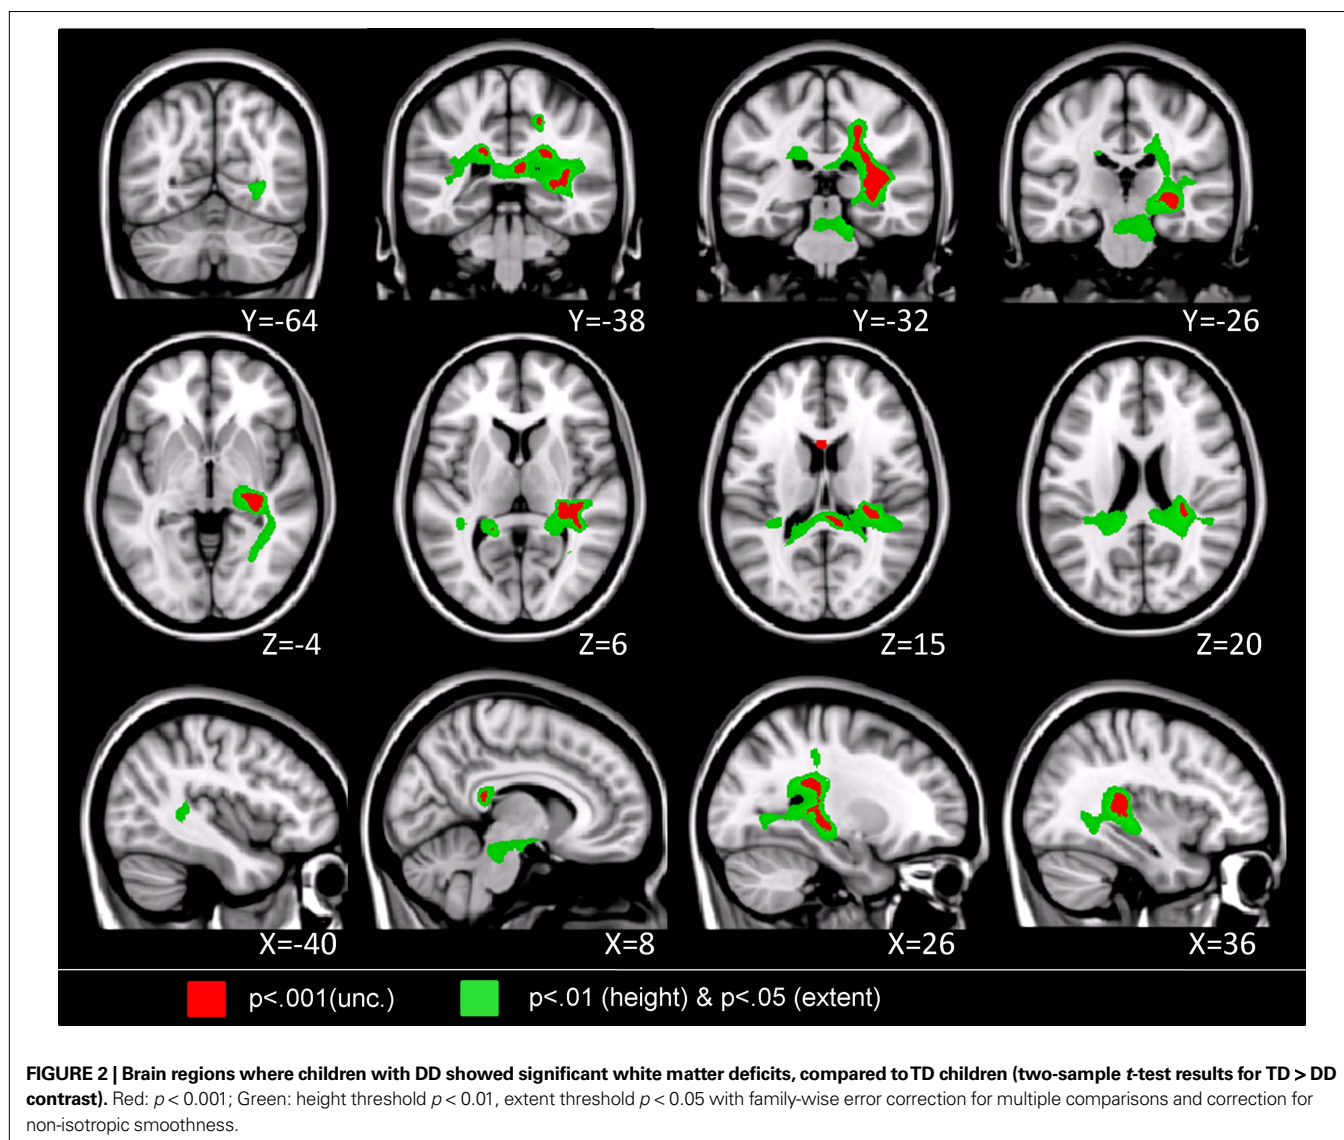 Y=-64 Y=-38 Y=-32 Y=-26
Z=-4 Z=6 Z=15 Z=20
X=-40 X=8 X=26 X=36
p<.001(unc.) p<.01 (height) & p<.05 (extent)
FIGURE 2 | Brain regions where children with DD showed significant white matter deficits, compared to TD children (two-sample t-test results for TD > DD
contrast). Red: p < 0.001; Green: height threshold p < 0.01, extent threshold p < 0.05 with family-wise error correction for multiple comparisons and correction for
non-isotropic smoothness.